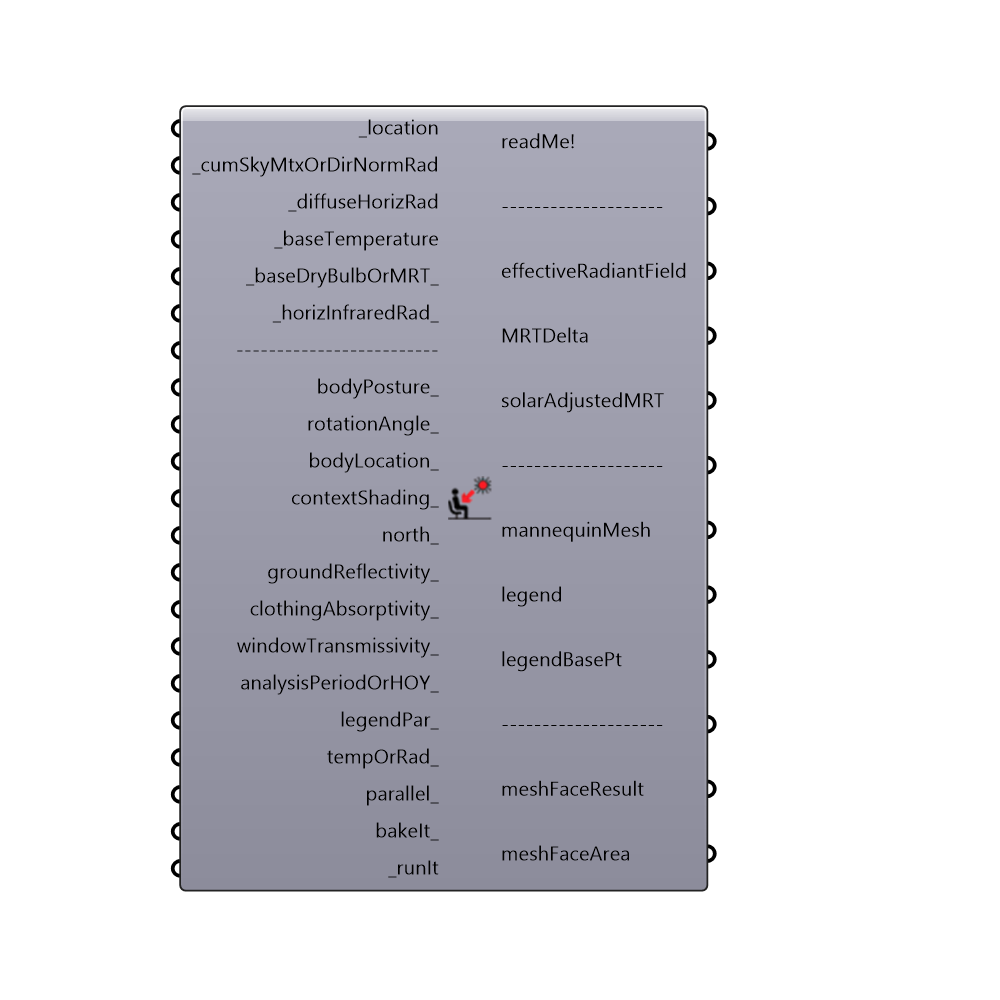 _location
_cumSkyMtxOrDirNormRad
_diffuseHorizRad
_baseTemperature
_baseDryBulbOrMRT_
_horizInfraredRad_
-------------------------
bodyPosture_
rotationAngle_
bodyLocation_
contextShading_
north_
groundReflectivity_
clothingAbsorptivity_
windowTransmissivity_
analysisPeriodOrHOY_
legendPar_
tempOrRad_
parallel_
bakeIt_
_runIt
readMe!
--------------------
effectiveRadiantField
MRTDelta
solarAdjustedMRT
--------------------
mannequinMesh
legend
legendBasePt
--------------------
meshFaceResult
meshFaceArea